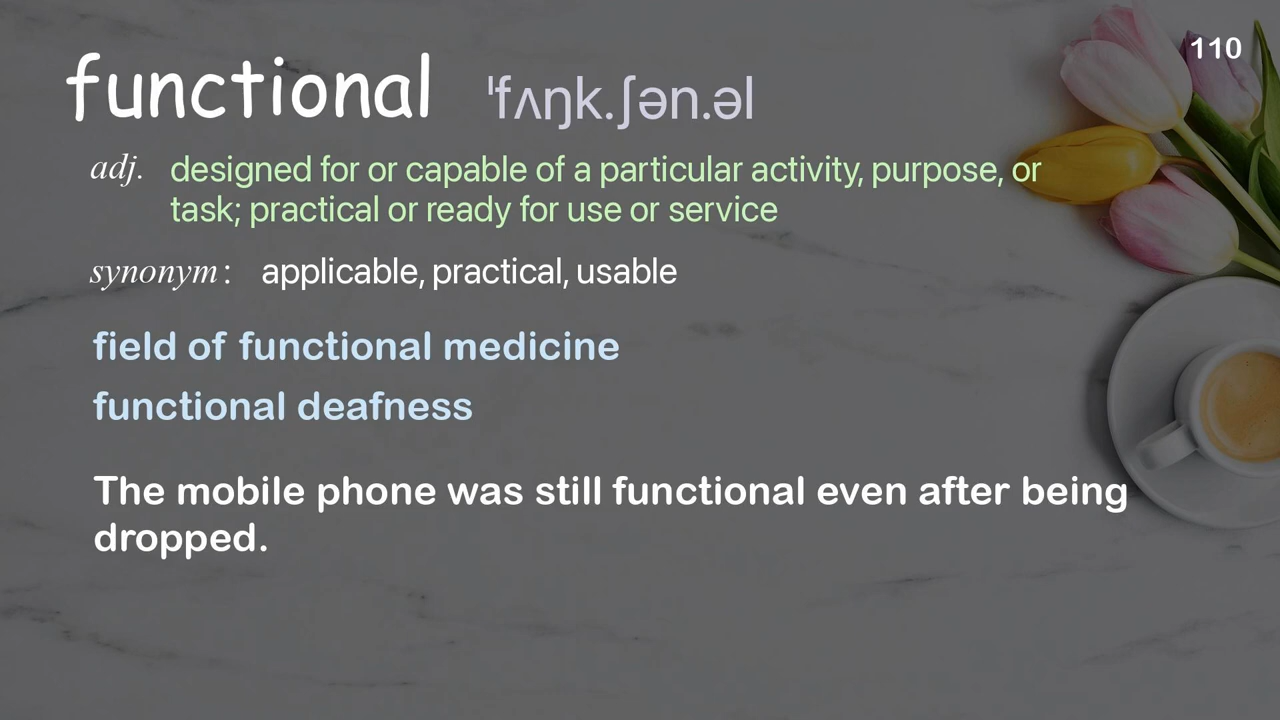 110
functional ˈfʌŋk.ʃən.əl
adj. designed for or capable of a particular activity, purpose, or
task; practical or ready for use or service
synonym: applicable, practical, usable
field of functional medicine
functional deafness
The mobile phone was still functional even after being
dropped.